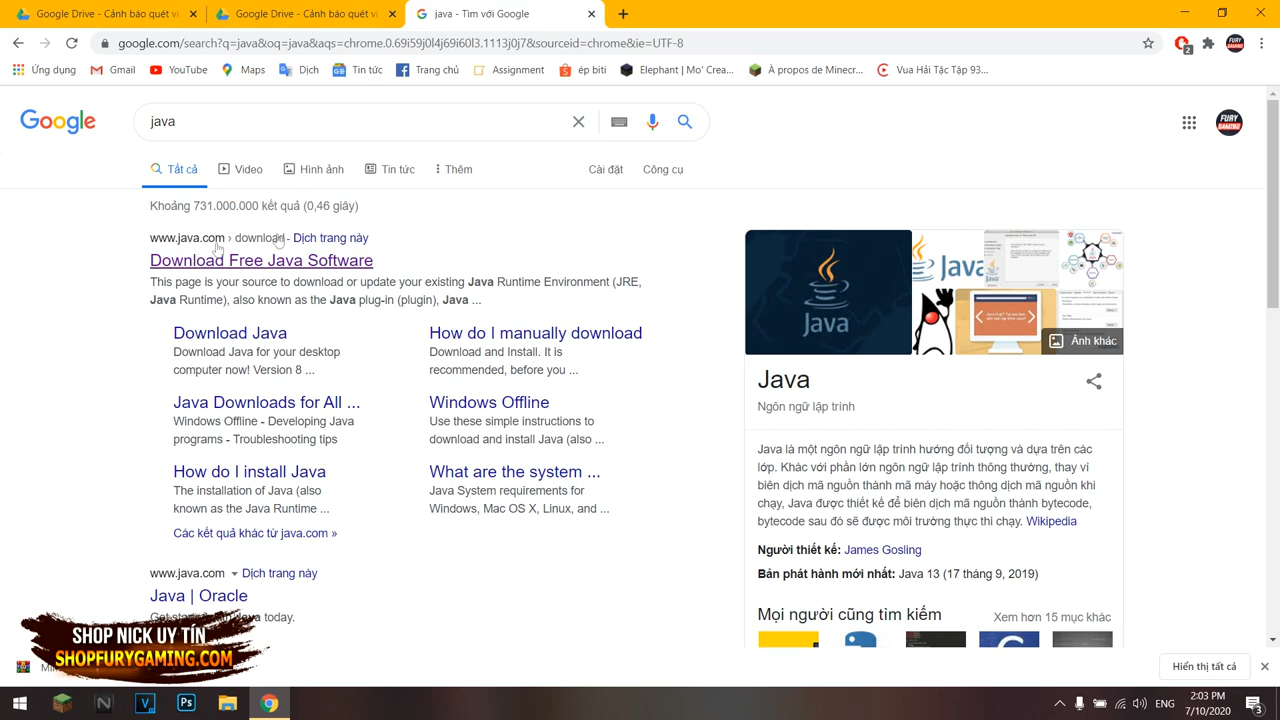 Google Drive - Cảnh báo quét vi
Google Drive - Cảnh báo quét vi
java - Tìm với Google
google.com/search?q=java&oq=java&aqs=chrome.0.69i59j0l4j69i60l3.1113j0j7&sourceid=chrome&ie=UTF-8
2
FURY GAMING
Ứng dụng
Gmail
YouTube
Maps
Dịch
Tin tức
Trang chủ
Assignment
ép biti
Elephant | Mo' Crea...
À propos de Minecr...
Vua Hải Tặc Tập 93...
Google
java
FURY GAMING
Tất cả
Video
Hình ảnh
Tin tức
Thêm
Cài đặt
Công cụ
Khoảng 731.000.000 kết quả (0,46 giây)
www.java.com › download - Dịch trang này
Download Free Java Software
This page is your source to download or update your existing Java Runtime Environment (JRE,
Java Runtime), also known as the Java plug-in (plugin), Java ...
Download Java
Download Java for your desktop
computer now! Version 8 ...
How do I manually download
Download and Install. It is
recommended, before you ...
Java Downloads for All ...
Windows Offline - Developing Java
programs - Troubleshooting tips
Windows Offline
Use these simple instructions to
download and install Java (also ...
How do I install Java
The installation of Java (also
known as the Java Runtime ...
What are the system ...
Java System requirements for
Windows, Mac OS X, Linux, and ...
Các kết quả khác từ java.com »
www.java.com
Dịch trang này
Java | Oracle
today.
Java
Java
Ảnh khác
Java
Ngôn ngữ lập trình
Java là một ngôn ngữ lập trình hướng đối tượng và dựa trên các
lớp. Khác với phần lớn ngôn ngữ lập trình thông thường, thay vì
biên dịch mã nguồn thành mã máy hoặc thông dịch mã nguồn khi
chạy, Java được thiết kế để biên dịch mã nguồn thành bytecode,
bytecode sau đó sẽ được môi trường thực thi chạy. Wikipedia
Người thiết kế: James Gosling
Bản phát hành mới nhất: Java 13 (17 tháng 9, 2019)
Mọi người cũng tìm kiếm
Xem hơn 15 mục khác
SHOP NICK UY TÍN
SHOPFURYGAMING.COM
Hiển thị tất cả
ENG
2:03 PM
7/10/2020
3